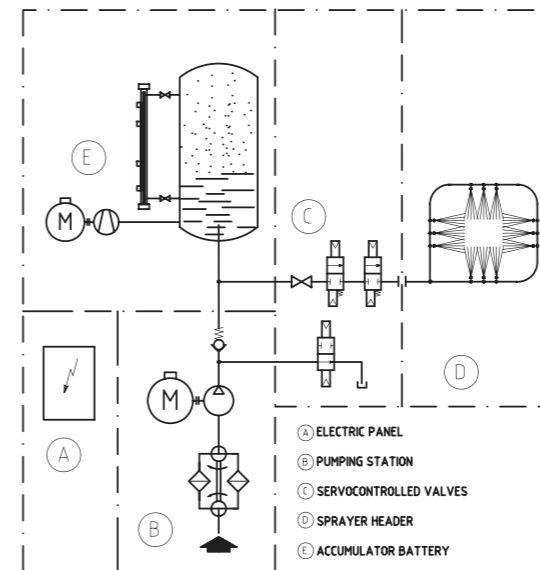 E
M
C
D
M
A
B
A ELECTRIC PANEL
B PUMPING STATION
C SERVOCONTROLLED VALVES
D SPRAYER HEADER
E ACCUMULATOR BATTERY